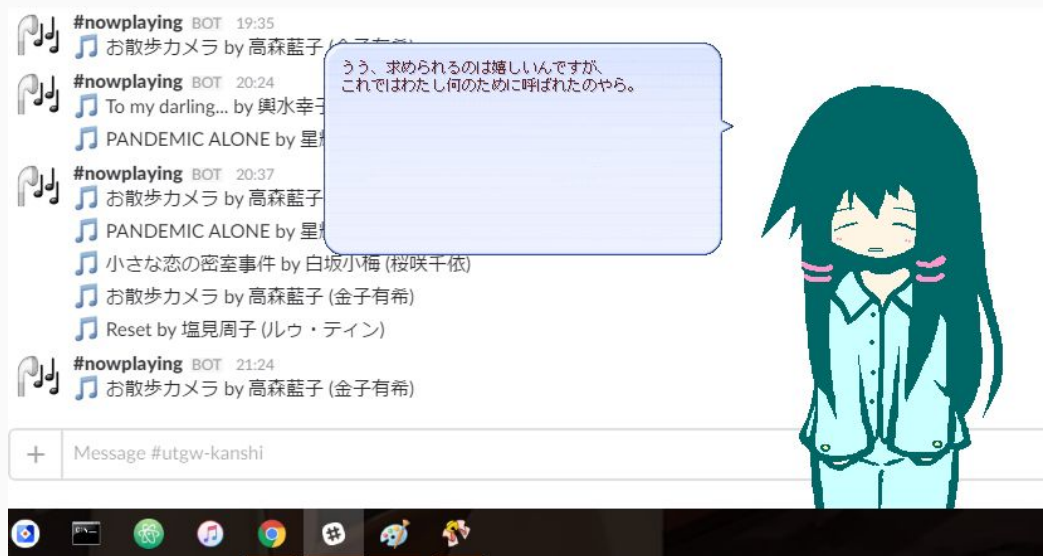 #nowplaying BOT 19:35
お散歩カメラ by 高森藍子
#nowplaying BOT 20:24
To my darling... by 輿水幸子
PANDEMIC ALONE by 星
#nowplaying BOT 20:37
お散歩カメラ by 高森藍子
PANDEMIC ALONE by 星
小さな恋の密室事件 by 白坂小梅 (桜咲千依)
お散歩カメラ by 高森藍子 (金子有希)
Reset by 塩見周子 (ルゥ・ティン)
#nowplaying BOT 21:24
お散歩カメラ by 高森藍子 (金子有希)
Message #utgw-kanshi
うう、求められるのは嬉しいんですが、
これではわたし何のために呼ばれたのやら。